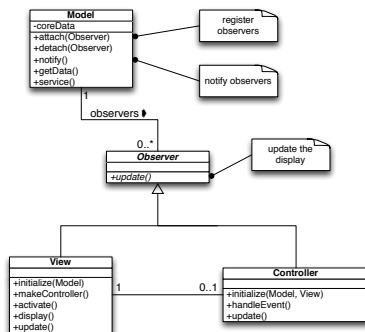 Model
-coreData
+attach(Observer)
+detach(Observer)
+notify()
+getData()
+service()
register
observers
notify observers
1
observers
0..*
Observer
+update()
update the
display
View
+initialize(Model)
+makeController()
+activate()
+display()
+update()
1
0..1
Controller
+initialize(Model, View)
+handleEvent()
+update()